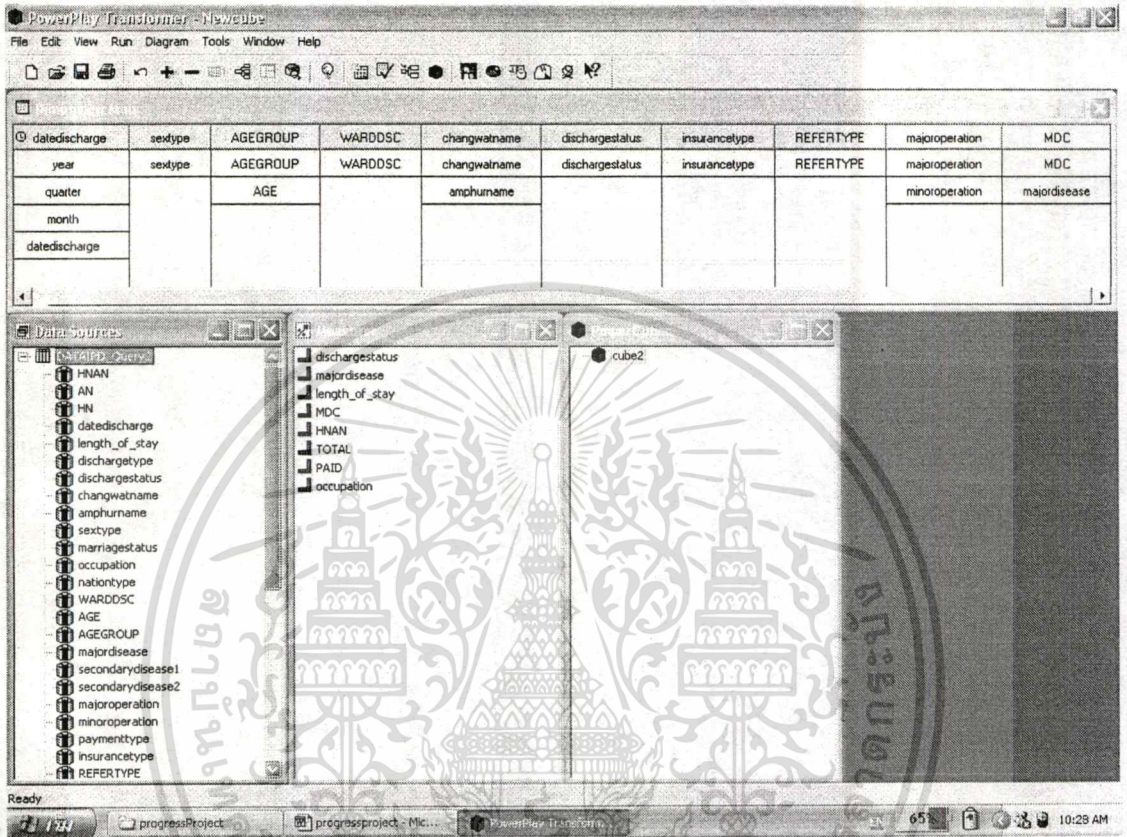 PowerPlay Transformer - Newcube
File Edit View Run Diagram Tools Window Help
datedischarge sextype AGEGROUP WARDDSC changwatname dischargestatus insurancetype REFERTYPE majoroperation MDC
year sextype AGEGROUP WARDDSC changwatname dischargestatus insurancetype REFERTYPE majoroperation MDC
quarter AGE amphurname minoroperation majordisease
month
datedischarge
Data Sources
HNAN
AN
HN
datedischarge
length_of_stay
dischargetype
dischargestatus
changwatname
amphurname
sextype
marriagestatus
occupation
nationtype
WARDDSC
AGE
AGEGROUP
majordisease
secondarydisease1
secondarydisease2
majoroperation
minoroperation
paymenttype
insurancetype
REFERTYPE
dischargestatus
majordisease
length_of_stay
MDC
HNAN
TOTAL
PAID
occupation
cube2
Ready
progressProject progressproject - Mic... PowerPlay Transform... EN 65% 10:29 AM